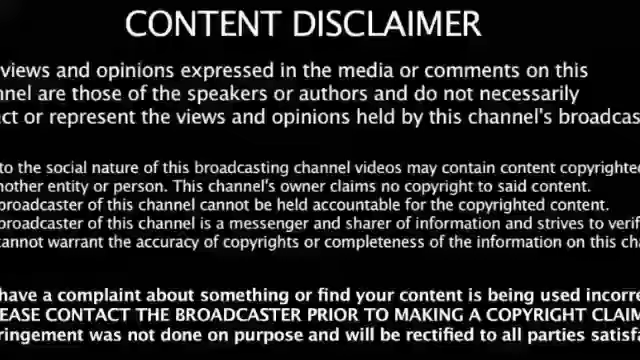 CONTENT DISCLAIMER
views and opinions expressed in the media or comments on this
nnel are those of the speakers or authors and do not necessarily
ect or represent the views and opinions held by this channel's broadcas
to the social nature of this broadcasting channel videos may contain content copyrighted
nother entity or person. This channel's owner claims no copyright to said content.
broadcaster of this channel cannot be held accountable for the copyrighted content.
broadcaster of this channel is a messenger and sharer of information and strives to verif
cannot warrant the accuracy of copyrights or completeness of the information on this cha
have a complaint about something or find your content is being used incorre
EASE CONTACT THE BROADCASTER PRIOR TO MAKING A COPYRIGHT CLAIM
ringement was not done on purpose and will be rectified to all parties satisfa